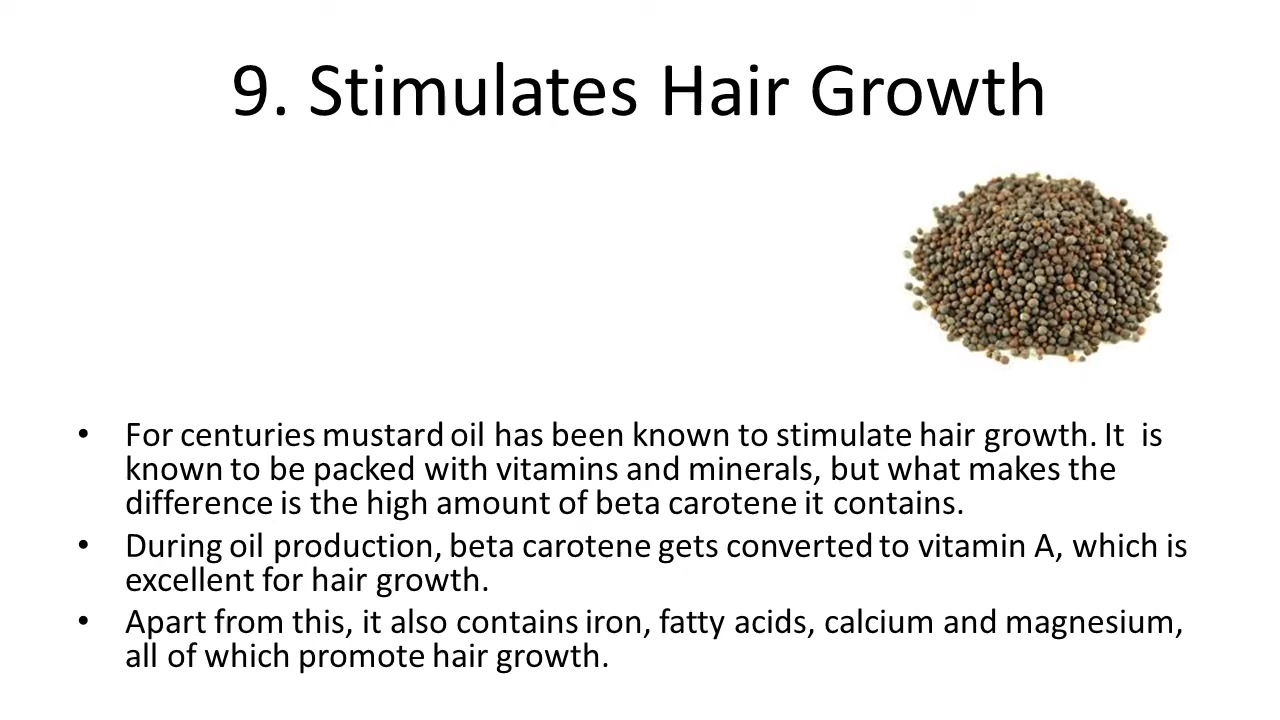 9. Stimulates Hair Growth
• For centuries mustard oil has been known to stimulate hair growth. It  is
known to be packed with vitamins and minerals, but what makes the
difference is the high amount of beta carotene it contains.
• During oil production, beta carotene gets converted to vitamin A, which is
excellent for hair growth.
• Apart from this, it also contains iron, fatty acids, calcium and magnesium,
all of which promote hair growth.